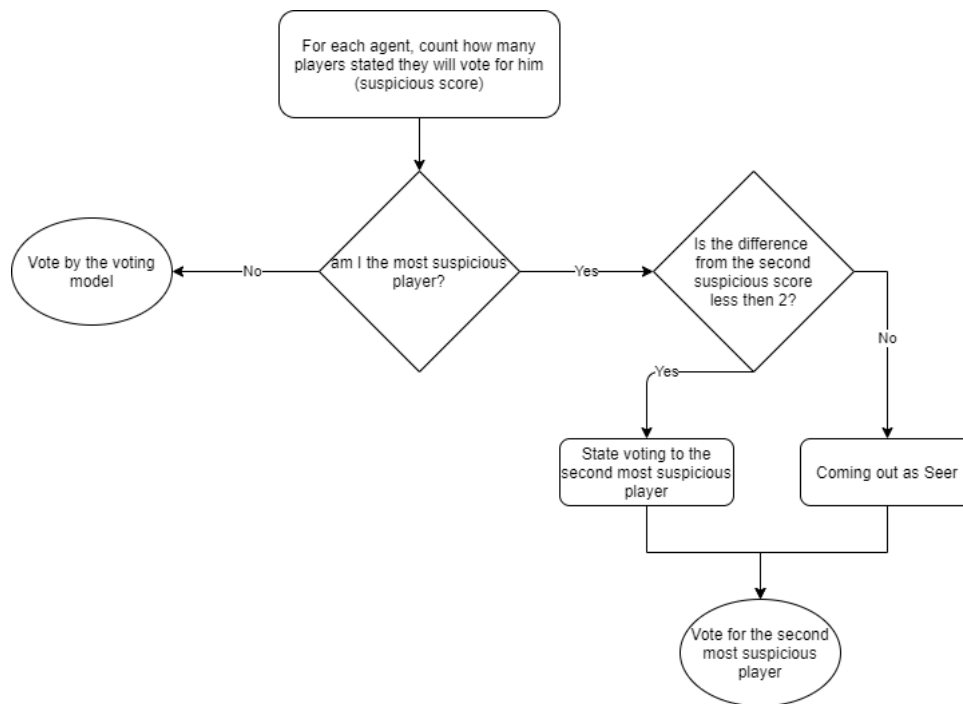 For each agent, count how many
players stated they will vote for him
(suspicious score)
Vote by the voting
model
No
am I the most suspicious
player?
Yes
Is the difference
from the second
suspicious score
less then 2?
No
Yes
State voting to the
second most suspicious
player
Coming out as Seer
Vote for the second
most suspicious
player